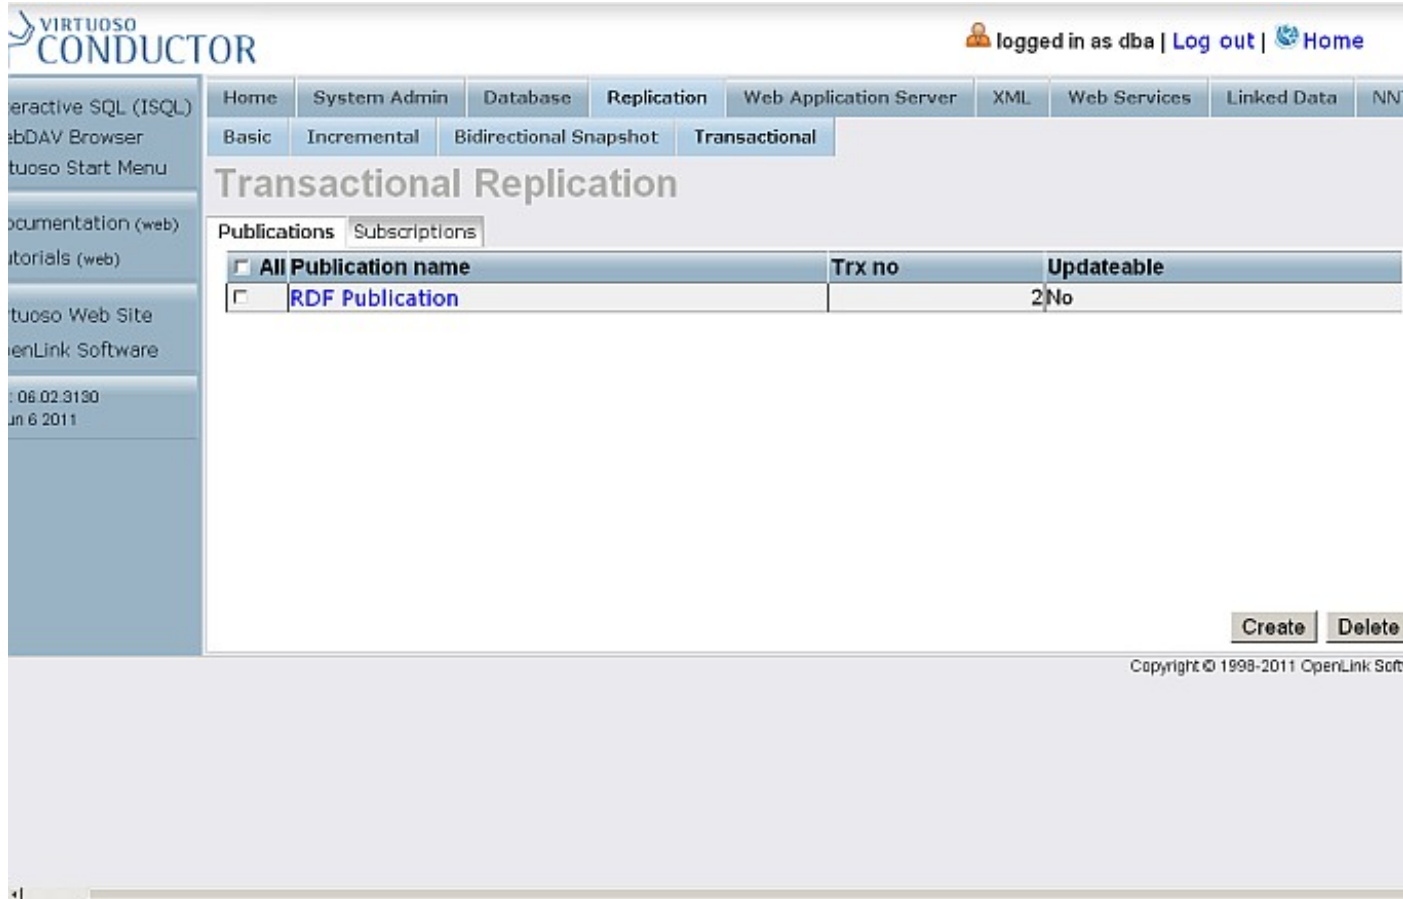 VIRTUOSO
CONDUCTOR
logged in as dba | Log out | Home
teractive SQL (ISQL)
ebDAV Browser
tuoso Start Menu
ocumentation (web)
utorials (web)
tuoso Web Site
enLink Software
: 06.02.3130
un 6 2011
Home System Admin Database Replication Web Application Server XML Web Services Linked Data NN
Basic Incremental Bidirectional Snapshot Transactional
Transactional Replication
Publications Subscriptions
All Publication name Trx no Updateable
RDF Publication 2 No
Create Delete
Copyright © 1998-2011 OpenLink Soft